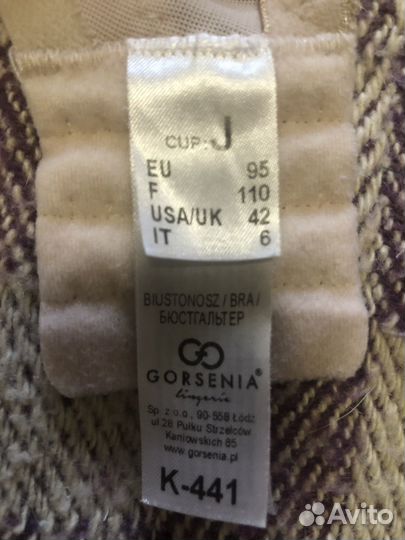 CUP: J
EU 95
F 110
USA/UK 42
IT 6
BIUSTONOSZ / BRA /
БЮСТГАЛЬТЕР
GORSENIA®
lingerie
Sp. z o.o., 90-558 Łódź
ul.28 Pułku Strzelców
Kaniowskich 85
www.gorsenia.pl
K-441
Avito